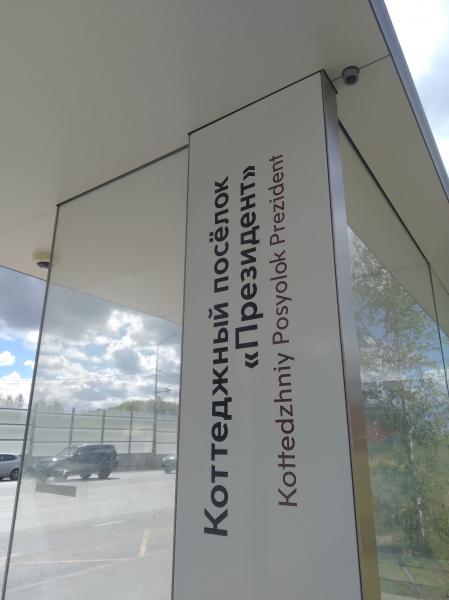 Коттеджный посёлок
«Президент»
Kottedzhniy Posyolok Prezident